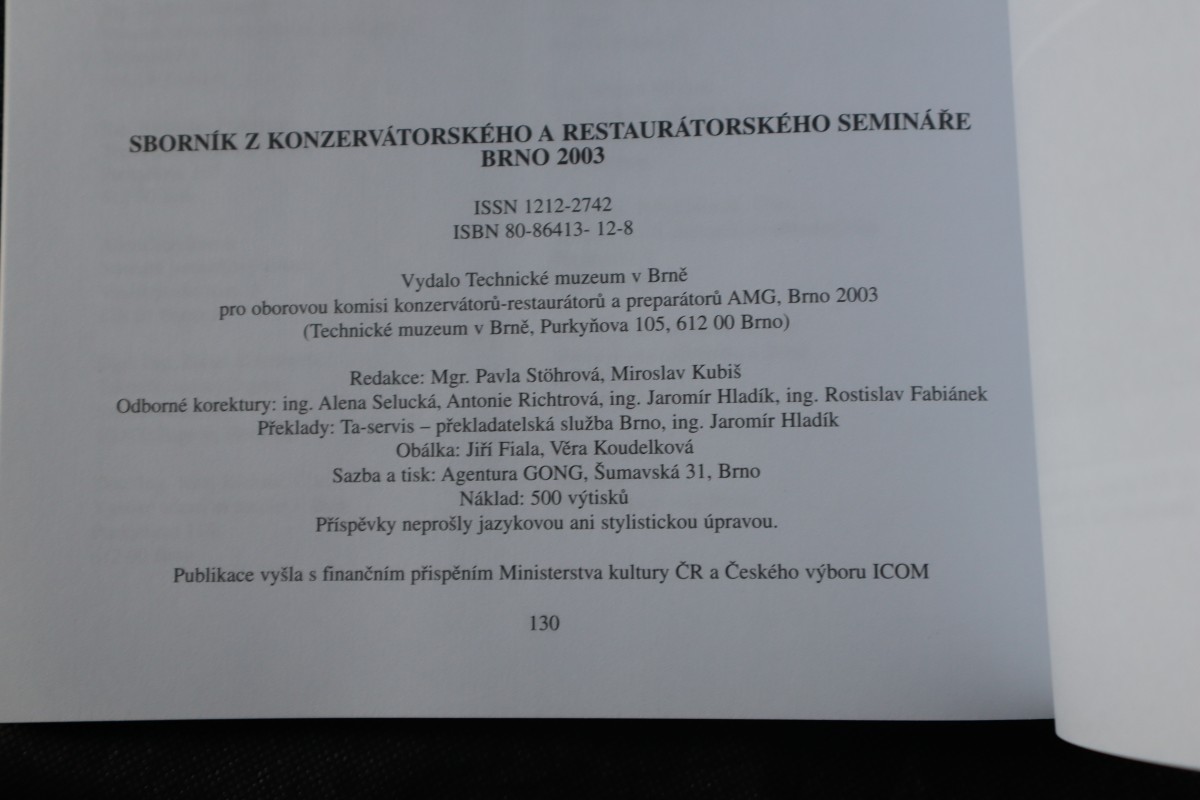 SBORNÍK Z KONZERVÁTORSKÉHO A RESTAURÁTORSKÉHO SEMINÁŘE
BRNO 2003
ISSN 1212-2742
ISBN 80-86413- 12-8
Vydalo Technické muzeum v Brně
pro oborovou komisi konzervátorů-restaurátorů a preparátorů AMG, Brno 2003
(Technické muzeum v Brně, Purkyňova 105, 612 00 Brno)
Redakce: Mgr. Pavla Stöhrová, Miroslav Kubiš
Odborné korektury: ing. Alena Selucká, Antonie Richtrová, ing. Jaromír Hladík, ing. Rostislav Fabiánek
Překlady: Ta-servis – překladatelská služba Brno, ing. Jaromír Hladík
Obálka: Jiří Fiala, Věra Koudelková
Sazba a tisk: Agentura GONG, Šumavská 31, Brno
Náklad: 500 výtisků
Příspěvky neprošly jazykovou ani stylistickou úpravou.
Publikace vyšla s finančním přispěním Ministerstva kultury ČR a Českého výboru ICOM
130